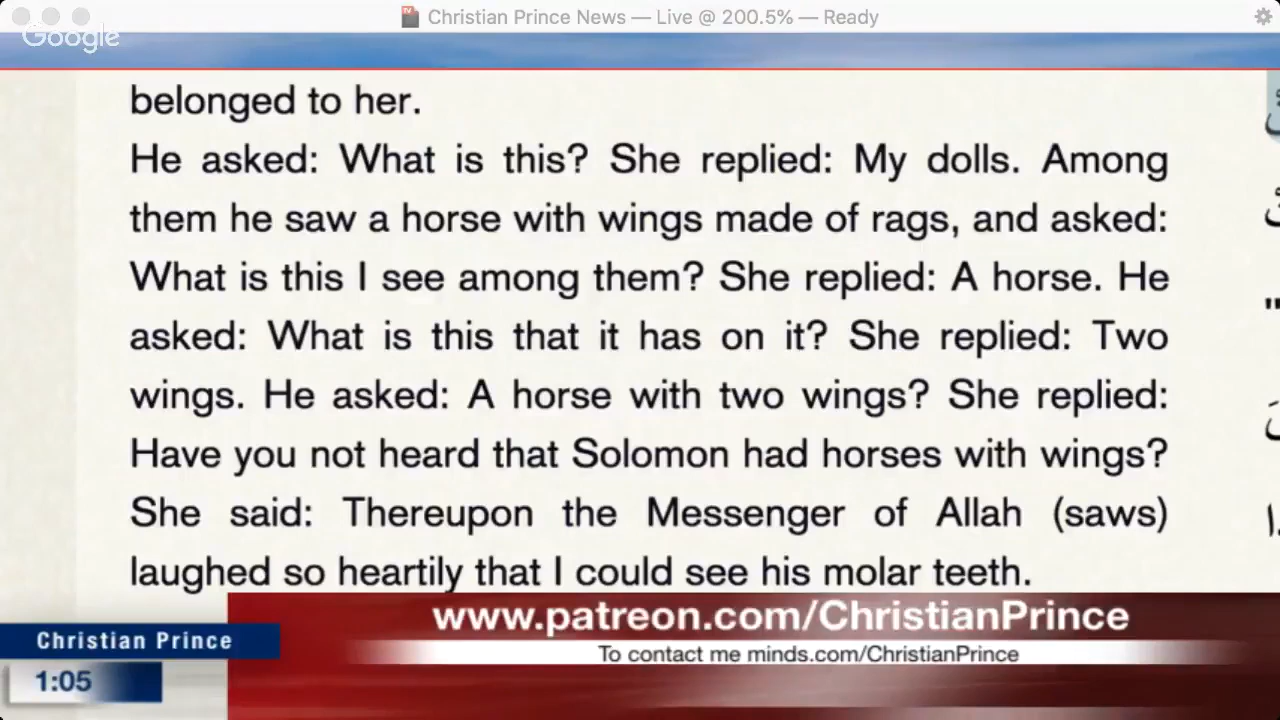 Christian Prince News — Live @ 200.5% — Ready
Google
belonged to her.
He asked: What is this? She replied: My dolls. Among
them he saw a horse with wings made of rags, and asked:
What is this I see among them? She replied: A horse. He
asked: What is this that it has on it? She replied: Two
wings. He asked: A horse with two wings? She replied:
Have you not heard that Solomon had horses with wings?
She said: Thereupon the Messenger of Allah (saws)
laughed so heartily that I could see his molar teeth.
www.patreon.com/ChristianPrince
To contact me minds.com/ChristianPrince
Christian Prince
1:05